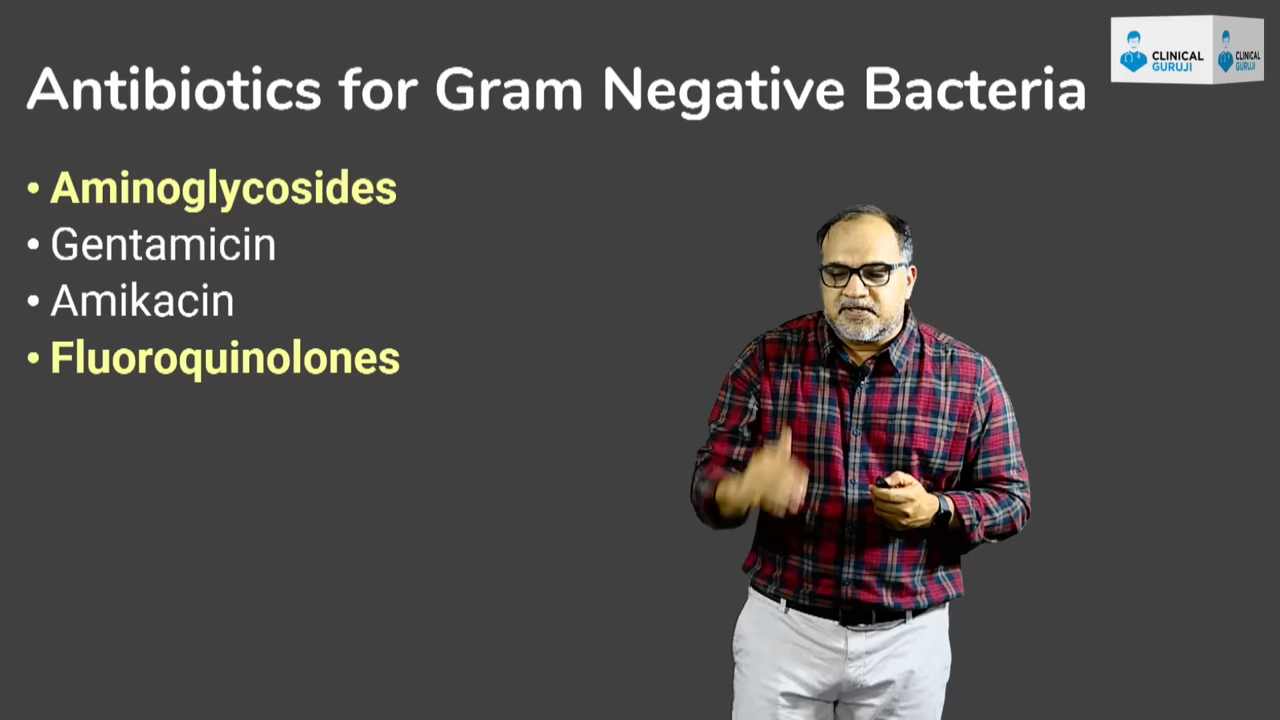 Antibiotics for Gram Negative Bacteria
CLINICAL
GURUJI
CLINICAL
GURUJI
• Aminoglycosides
• Gentamicin
• Amikacin
• Fluoroquinolones